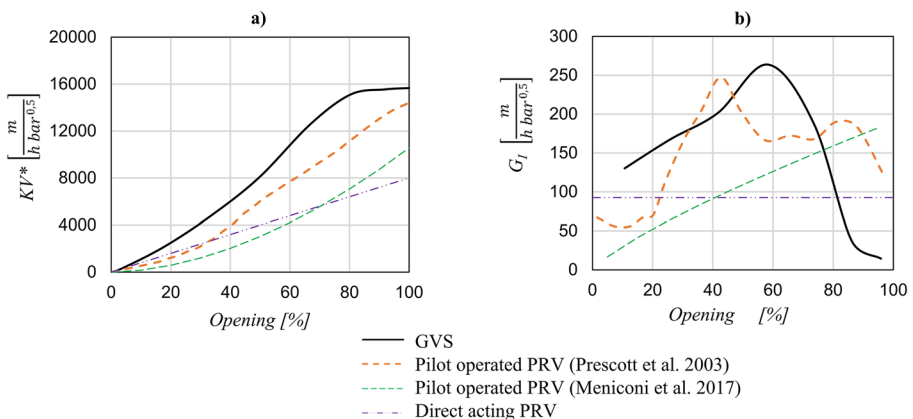 a)
KV* [m / h bar^0,5]
20000
16000
12000
8000
4000
0
0 20 40 60 80 100
Opening [%]
b)
G_I [m / h bar^0,5]
300
250
200
150
100
50
0
0 20 40 60 80 100
Opening [%]
GVS
Pilot operated PRV (Prescott et al. 2003)
Pilot operated PRV (Meniconi et al. 2017)
Direct acting PRV